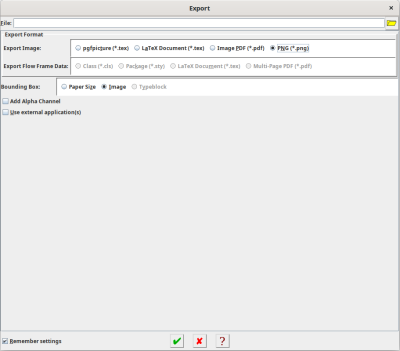 Export
File:
Export Format
Export Image: pgfpicture (*.tex) LaTeX Document (*.tex) Image PDF (*.pdf) PNG (*.png)
Export Flow Frame Data: Class (*.cls) Package (*.sty) LaTeX Document (*.tex) Multi-Page PDF (*.pdf)
Bounding Box: Paper Size Image Typeblock
Add Alpha Channel
Use external application(s)
Remember settings